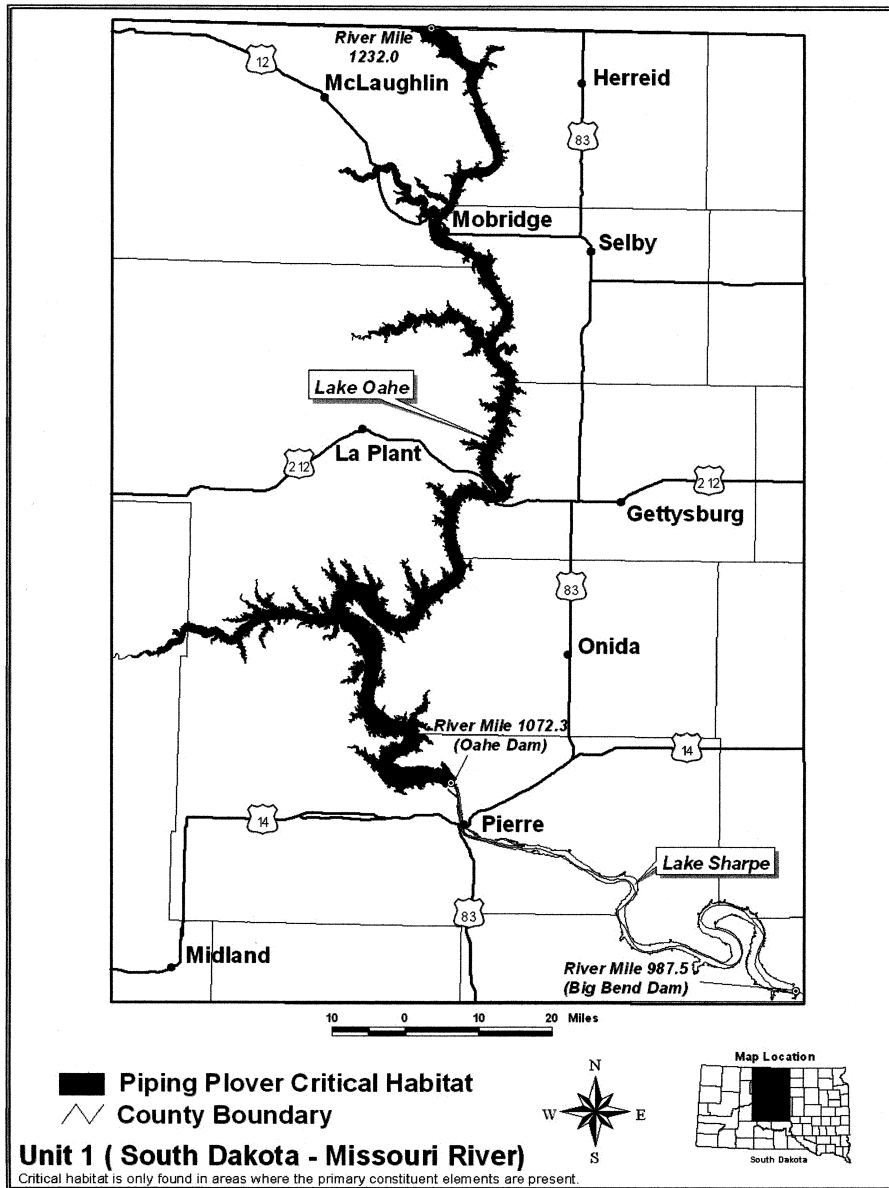 River Mile
1232.0
12
McLaughlin
Herreid
83
Mobridge
Selby
Lake Oahe
La Plant
212
212
Gettysburg
83
Onida
River Mile 1072.3
(Oahe Dam)
14
14
Pierre
Lake Sharpe
83
Midland
River Mile 987.5
(Big Bend Dam)
10 0 10 20 Miles
Piping Plover Critical Habitat
County Boundary
N
W E
S
Map Location
South Dakota
Unit 1 ( South Dakota - Missouri River)
Critical habitat is only found in areas where the primary constituent elements are present.